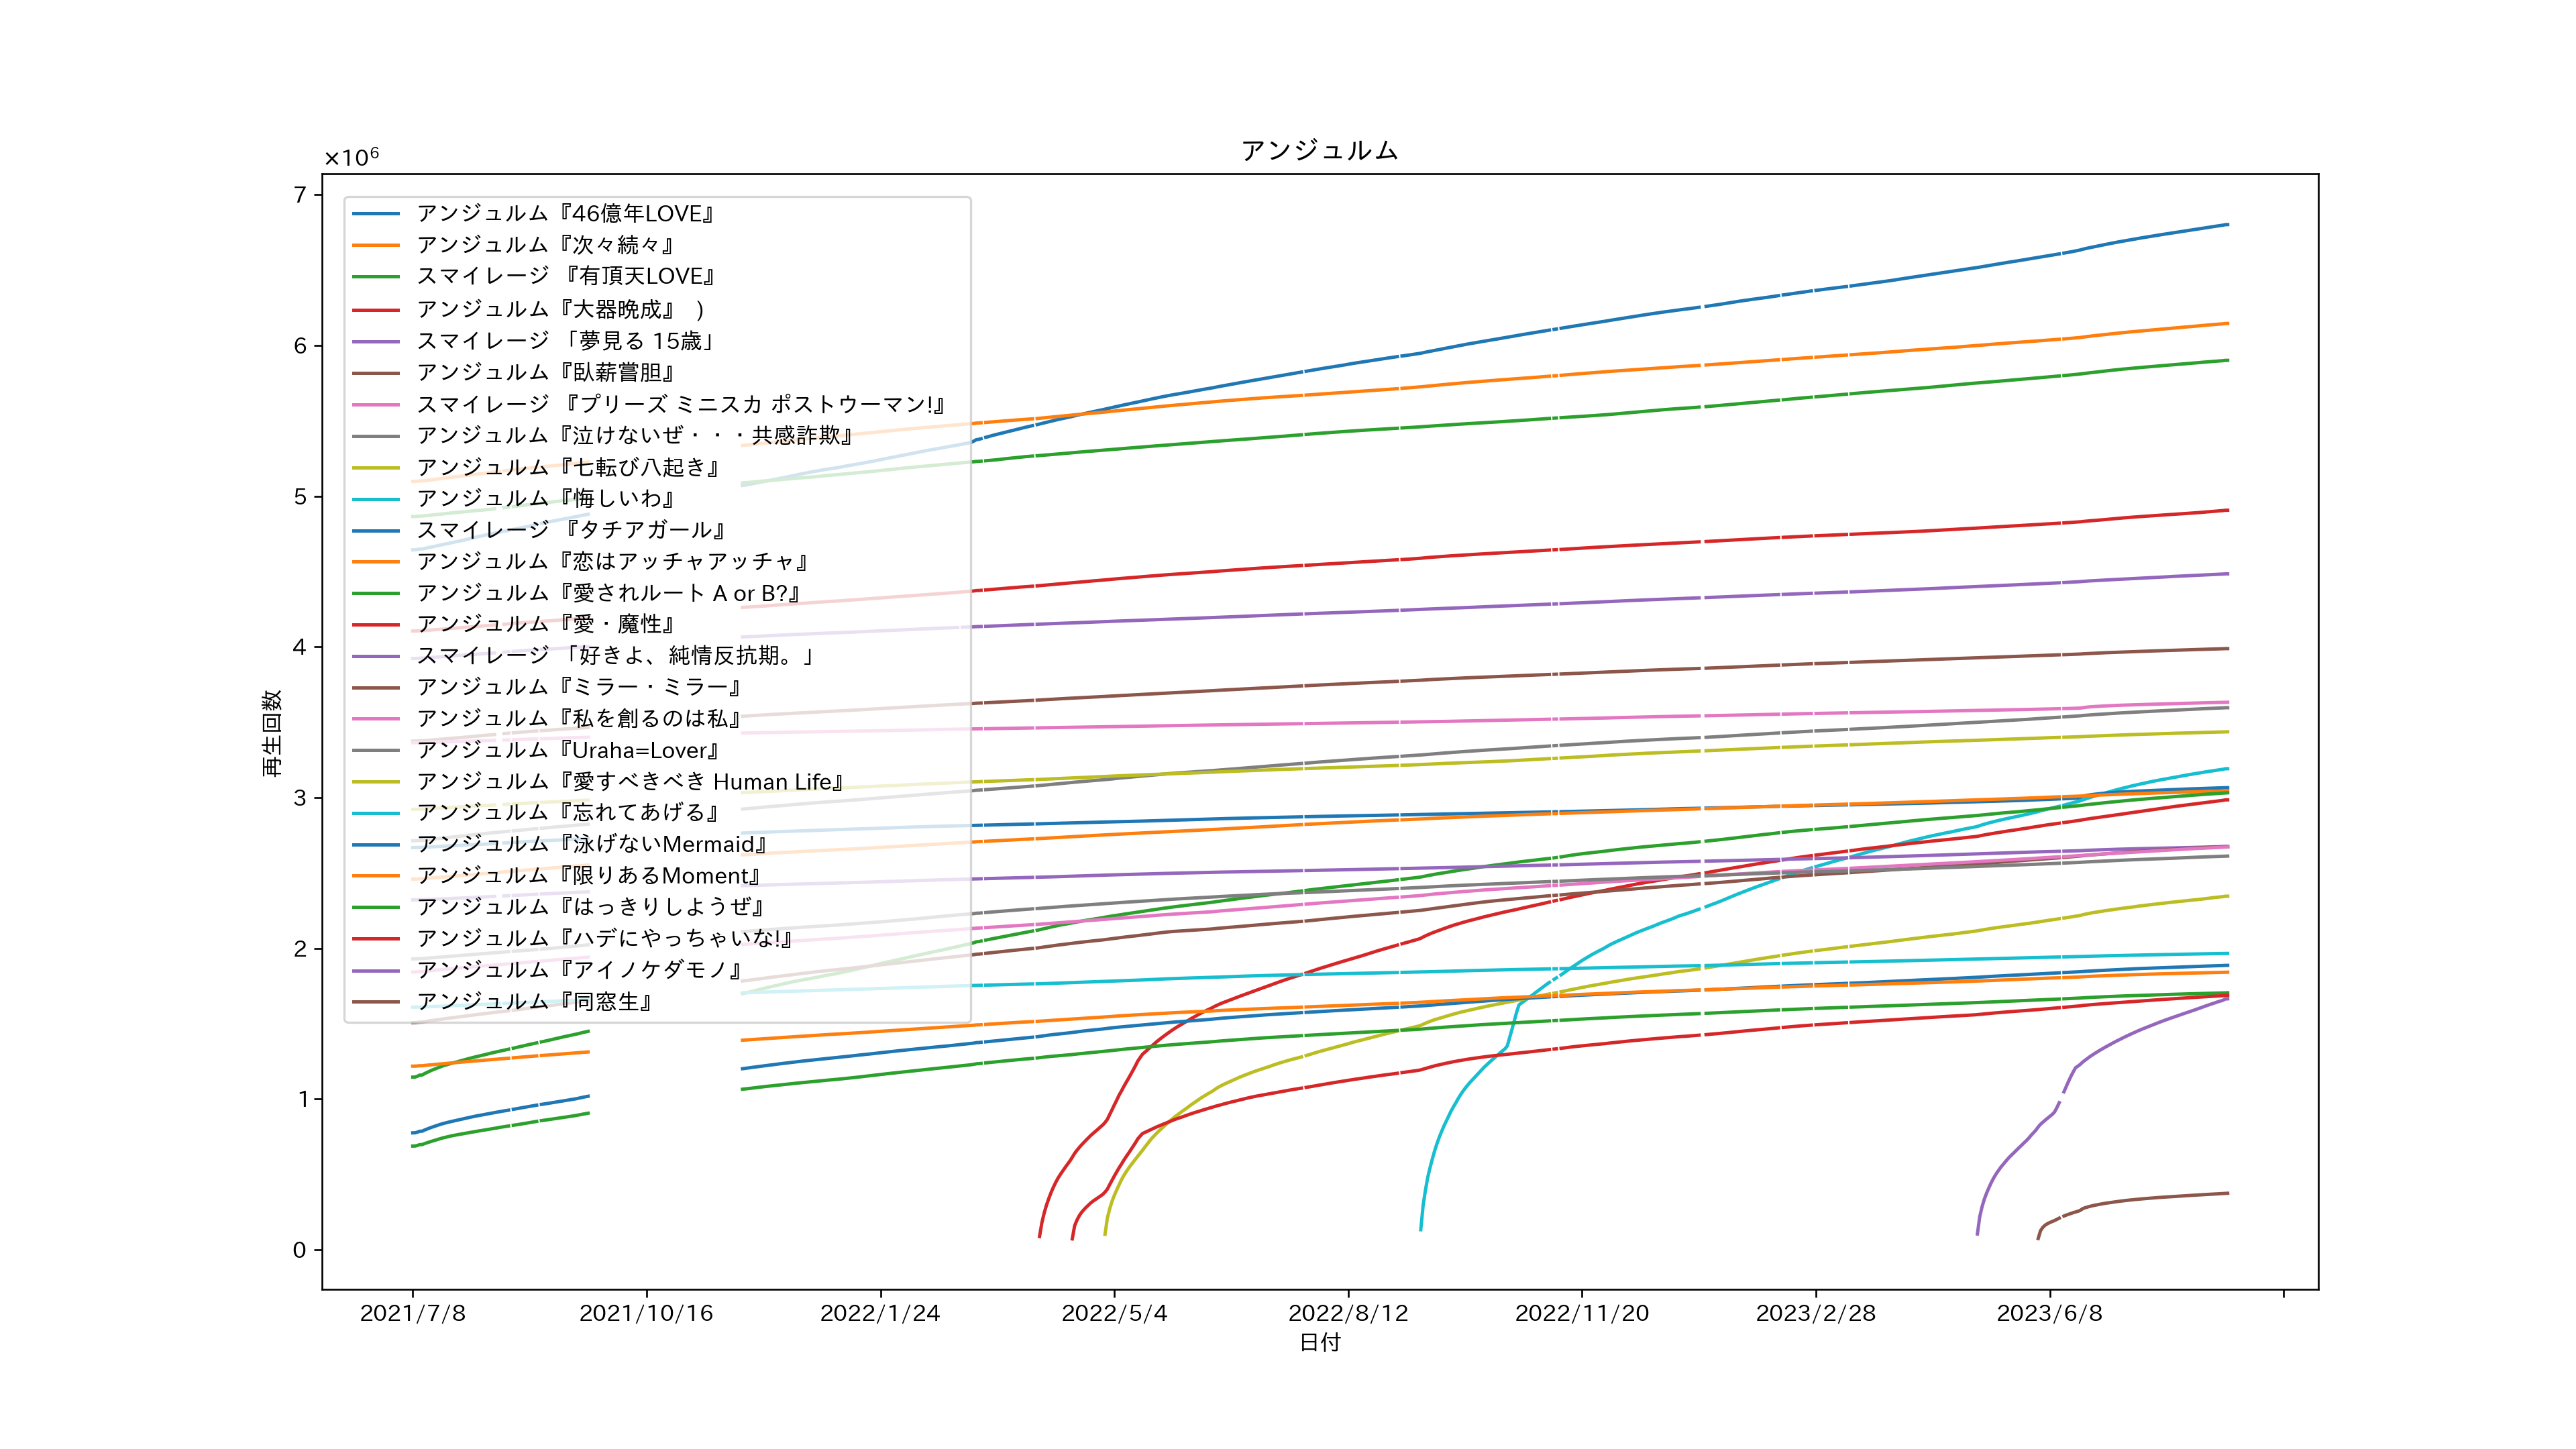 アンジュルム
×10⁶
7
6
5
4
3
2
1
0
再生回数
アンジュルム『46億年LOVE』
アンジュルム『次々続々』
スマイレージ 『有頂天LOVE』
アンジュルム『大器晩成』 )
スマイレージ 「夢見る 15歳」
アンジュルム『臥薪嘗胆』
スマイレージ 『プリーズ ミニスカ ポストウーマン!』
アンジュルム『泣けないぜ・・・共感詐欺』
アンジュルム『七転び八起き』
アンジュルム『悔しいわ』
スマイレージ 『タチアガール』
アンジュルム『恋はアッチャアッチャ』
アンジュルム『愛されルート A or B?』
アンジュルム『愛・魔性』
スマイレージ 「好きよ、純情反抗期。」
アンジュルム『ミラー・ミラー』
アンジュルム『私を創るのは私』
アンジュルム『Uraha=Lover』
アンジュルム『愛すべきべき Human Life』
アンジュルム『忘れてあげる』
アンジュルム『泳げないMermaid』
アンジュルム『限りあるMoment』
アンジュルム『はっきりしようぜ』
アンジュルム『ハデにやっちゃいな!』
アンジュルム『アイノケダモノ』
アンジュルム『同窓生』
2021/7/8
2021/10/16
2022/1/24
2022/5/4
2022/8/12
2022/11/20
2023/2/28
2023/6/8
日付